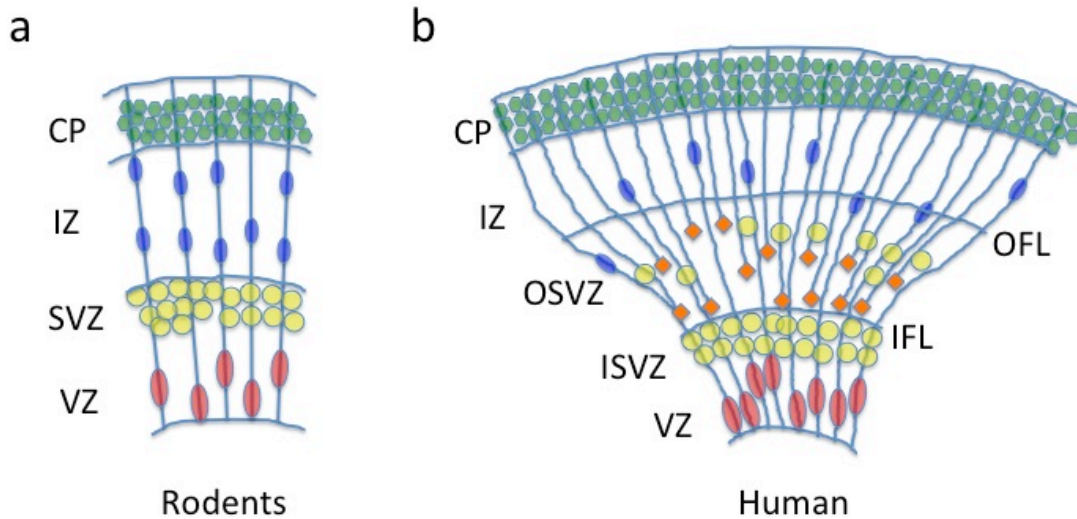 a
CP
IZ
SVZ
VZ
Rodents
b
CP
IZ
OFL
OSVZ
IFL
ISVZ
VZ
Human